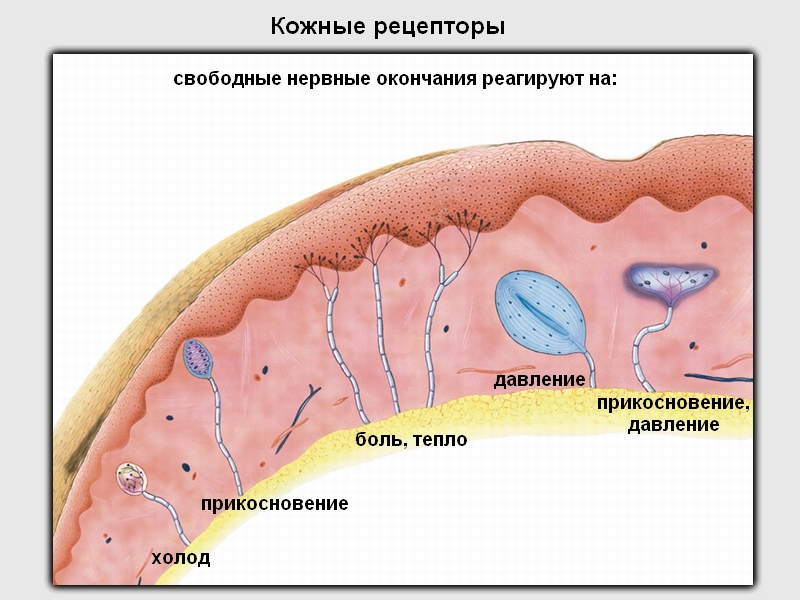 Кожные рецепторы
свободные нервные окончания реагируют на:
давление
прикосновение,
давление
боль, тепло
прикосновение
холод